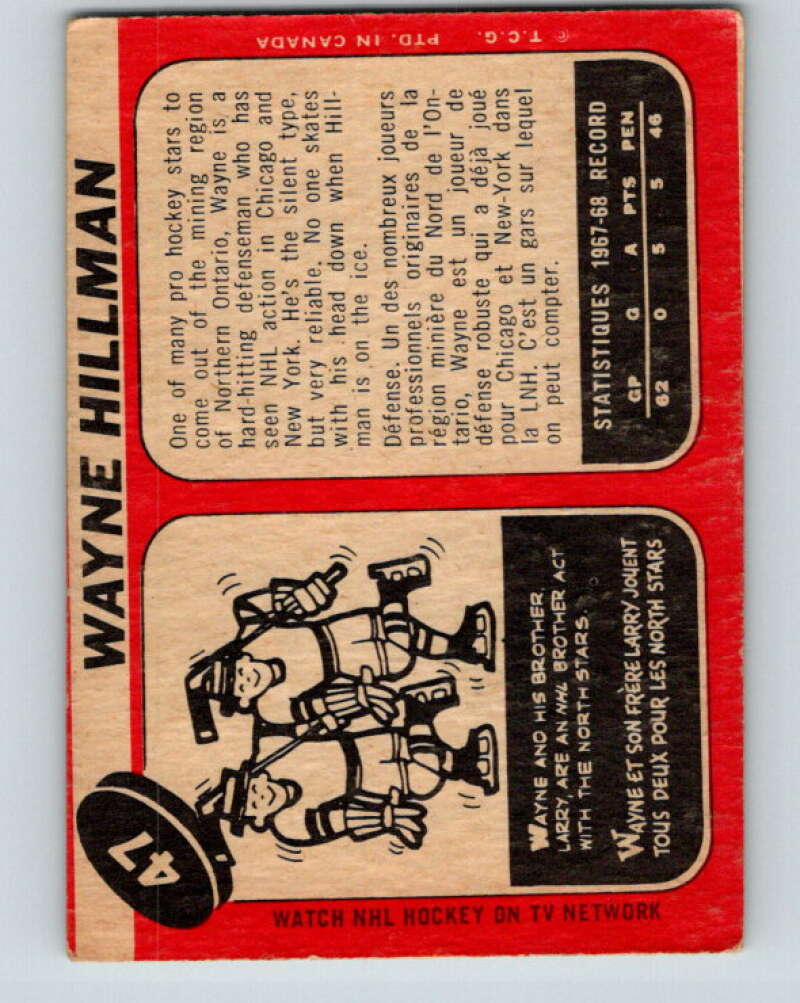 WAYNE HILLMAN
47
WAYNE AND HIS BROTHER,
LARRY, ARE AN NHL BROTHER ACT
WITH THE NORTH STARS.
WAYNE ET SON FRÈRE LARRY JOUENT
TOUS DEUX POUR LES NORTH STARS
WATCH NHL HOCKEY ON TV NETWORK
One of many pro hockey stars to
come out of the mining region
of Northern Ontario, Wayne is a
hard-hitting defenseman who has
seen NHL action in Chicago and
New York. He's the silent type,
but very reliable. No one skates
with his head down when Hill-
man is on the ice.
Défense. Un des nombreux joueurs
professionnels originaires de la
région minière du Nord de l'On-
tario, Wayne est un joueur de
défense robuste qui a déjà joué
pour Chicago et New-York dans
la LNH. C'est un gars sur lequel
on peut compter.
STATISTIQUES 1967-68 RECORD
GP G A PTS PEN
62 0 5 5 46
© T.C.G. PTD. IN CANADA